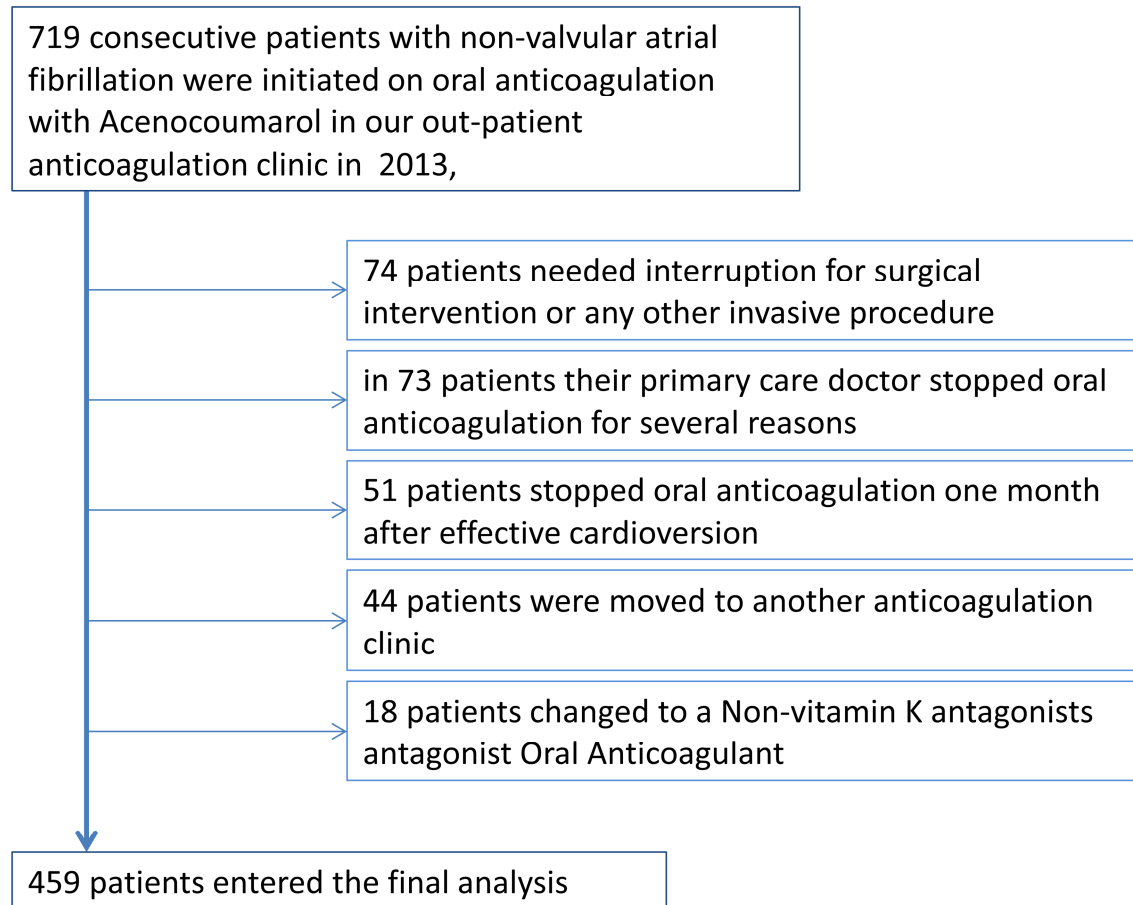 719 consecutive patients with non-valvular atrial
fibrillation were initiated on oral anticoagulation
with Acenocoumarol in our out-patient
anticoagulation clinic in  2013,
74 patients needed interruption for surgical
intervention or any other invasive procedure
in 73 patients their primary care doctor stopped oral
anticoagulation for several reasons
51 patients stopped oral anticoagulation one month
after effective cardioversion
44 patients were moved to another anticoagulation
clinic
18 patients changed to a Non-vitamin K antagonists
antagonist Oral Anticoagulant
459 patients entered the final analysis